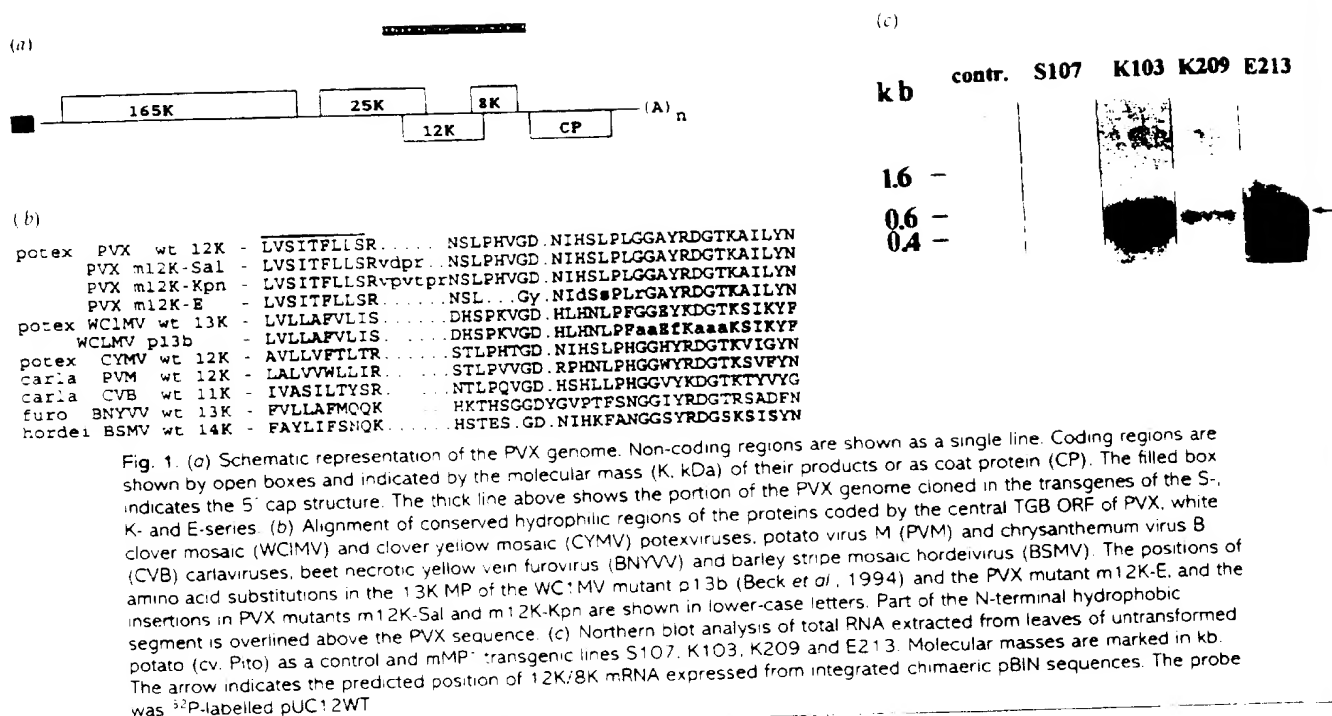 (a)
165K 25K 8K (A) n
12K CP
(b)
potex PVX wt 12K - LVSITFLLSR.....NSLPHVGD.NIHSLPLGGAYRDGTKAILYN
PVX m12K-Sal - LVSITFLLSRvdpr..NSLPHVGD.NIHSLPLGGAYRDGTKAILYN
PVX m12K-Kpn - LVSITFLLSRvpvtprNSLPHVGD.NIHSLPLGGAYRDGTKAILYN
PVX m12K-E - LVSITFLLSR......NSL...Gy.NIdSsPLrGAYRDGTKAILYN
potex WClMV wt 13K - LVLLAFVLIS......DHSPKVGD.HLHNLPFGGEYKDGTKSIKYF
WCLMV p13b - LVLLAFVLIS......DHSPKVGD.HLHNLPFaaEfKaaaKSIKYF
potex CYMV wt 12K - AVLLVFTLTR......STLPHTGD.NIHSLPHGGHYRDGTKVIGYN
carla PVM wt 12K - LALVVWLLIR......STLPVVGD.RPHNLPHGGWYRDGTKSVFYN
carla CVB wt 11K - IVASILTYSR......NTLPQVGD.HSHLLPHGGVYKDGTKTYVYG
furo BNYVV wt 13K - FVLLAFMQQK HKTHSGGDYGVPTFSNGGIYRDGTRSADFN
hordei BSMV wt 14K - FAYLIFSNQK......HSTES.GD.NIHKFANGGSYRDGSKSISYN
(c)
contr. S107 K103 K209 E213
kb
1.6 –
0.6 –
0.4 –
Fig. 1. (a) Schematic representation of the PVX genome. Non-coding regions are shown as a single line. Coding regions are
shown by open boxes and indicated by the molecular mass (K, kDa) of their products or as coat protein (CP). The filled box
indicates the 5´ cap structure. The thick line above shows the portion of the PVX genome cloned in the transgenes of the S-,
K- and E-series. (b) Alignment of conserved hydrophilic regions of the proteins coded by the central TGB ORF of PVX, white
clover mosaic (WClMV) and clover yellow mosaic (CYMV) potexviruses, potato virus M (PVM) and chrysanthemum virus B
(CVB) carlaviruses, beet necrotic yellow vein furovirus (BNYVV) and barley stripe mosaic hordeivirus (BSMV). The positions of
amino acid substitutions in the 13K MP of the WC1MV mutant p13b (Beck et al., 1994) and the PVX mutant m12K-E, and the
insertions in PVX mutants m12K-Sal and m12K-Kpn are shown in lower-case letters. Part of the N-terminal hydrophobic
segment is overlined above the PVX sequence. (c) Northern blot analysis of total RNA extracted from leaves of untransformed
potato (cv. Pito) as a control and mMP⁺ transgenic lines S107, K103, K209 and E213. Molecular masses are marked in kb.
The arrow indicates the predicted position of 12K/8K mRNA expressed from integrated chimaeric pBIN sequences. The probe
was ³²P-labelled pUC12WT